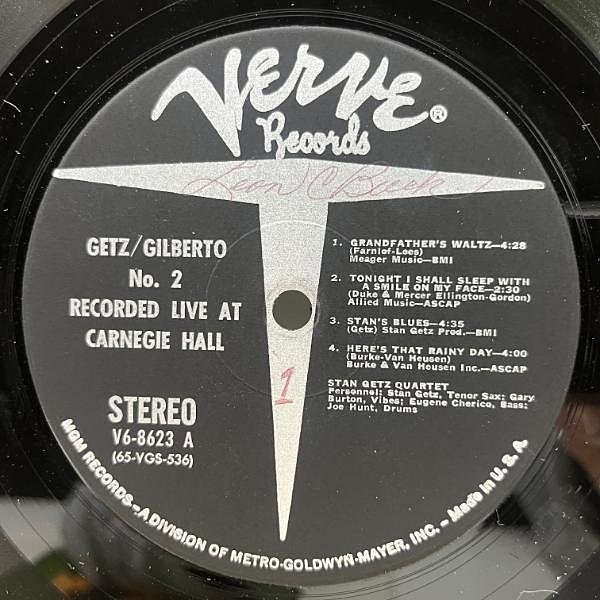 VERVE®
Records
Leon C
GETZ/GILBERTO
No. 2
RECORDED LIVE AT
CARNEGIE HALL
STEREO
V6-8623 A
(65-VGS-536)
1. GRANDFATHER'S WALTZ—4:28
(Farnlof-Loes)
Meager Music—BMI
2. TONIGHT I SHALL SLEEP WITH
A SMILE ON MY FACE—2:30
(Duke & Mercer Ellington-Gordon)
Allied Music—ASCAP
3. STAN'S BLUES—4:35
(Getz) Stan Getz Prod.—BMI
4. HERE'S THAT RAINY DAY—4:00
(Burke-Van Heusen)
Burke & Van Heusen Inc.—ASCAP
STAN GETZ QUARTET
Personnel: Stan Getz, Tenor Sax; Gary
Burton, Vibes; Eugene Cherico, Bass;
Joe Hunt, Drums
1
MGM RECORDS—A DIVISION OF METRO-GOLDWYN-MAYER, INC.—Made in U. S. A.